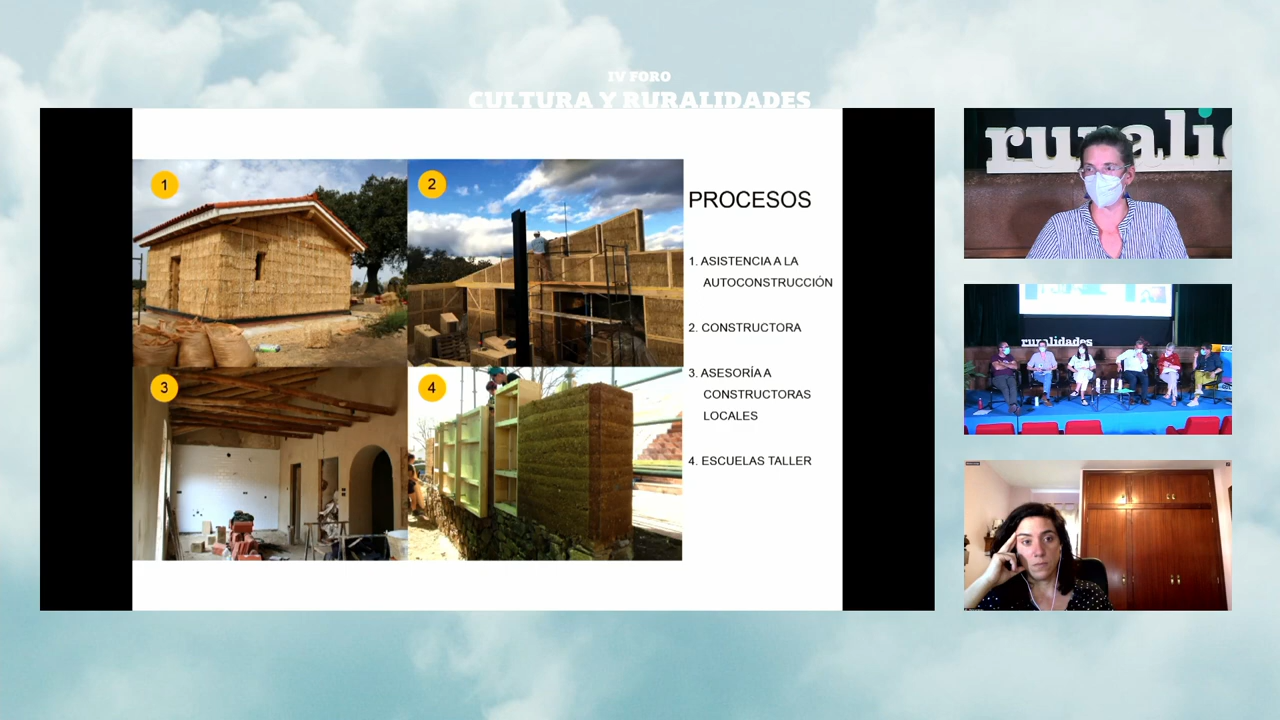 IV FORO
CULTURA Y RURALIDADES
1
2
3
4
PROCESOS
1. ASISTENCIA A LA
AUTOCONSTRUCCIÓN
2. CONSTRUCTORA
3. ASESORÍA A
CONSTRUCTORAS
LOCALES
4. ESCUELAS TALLER
ruralid
ruralidades